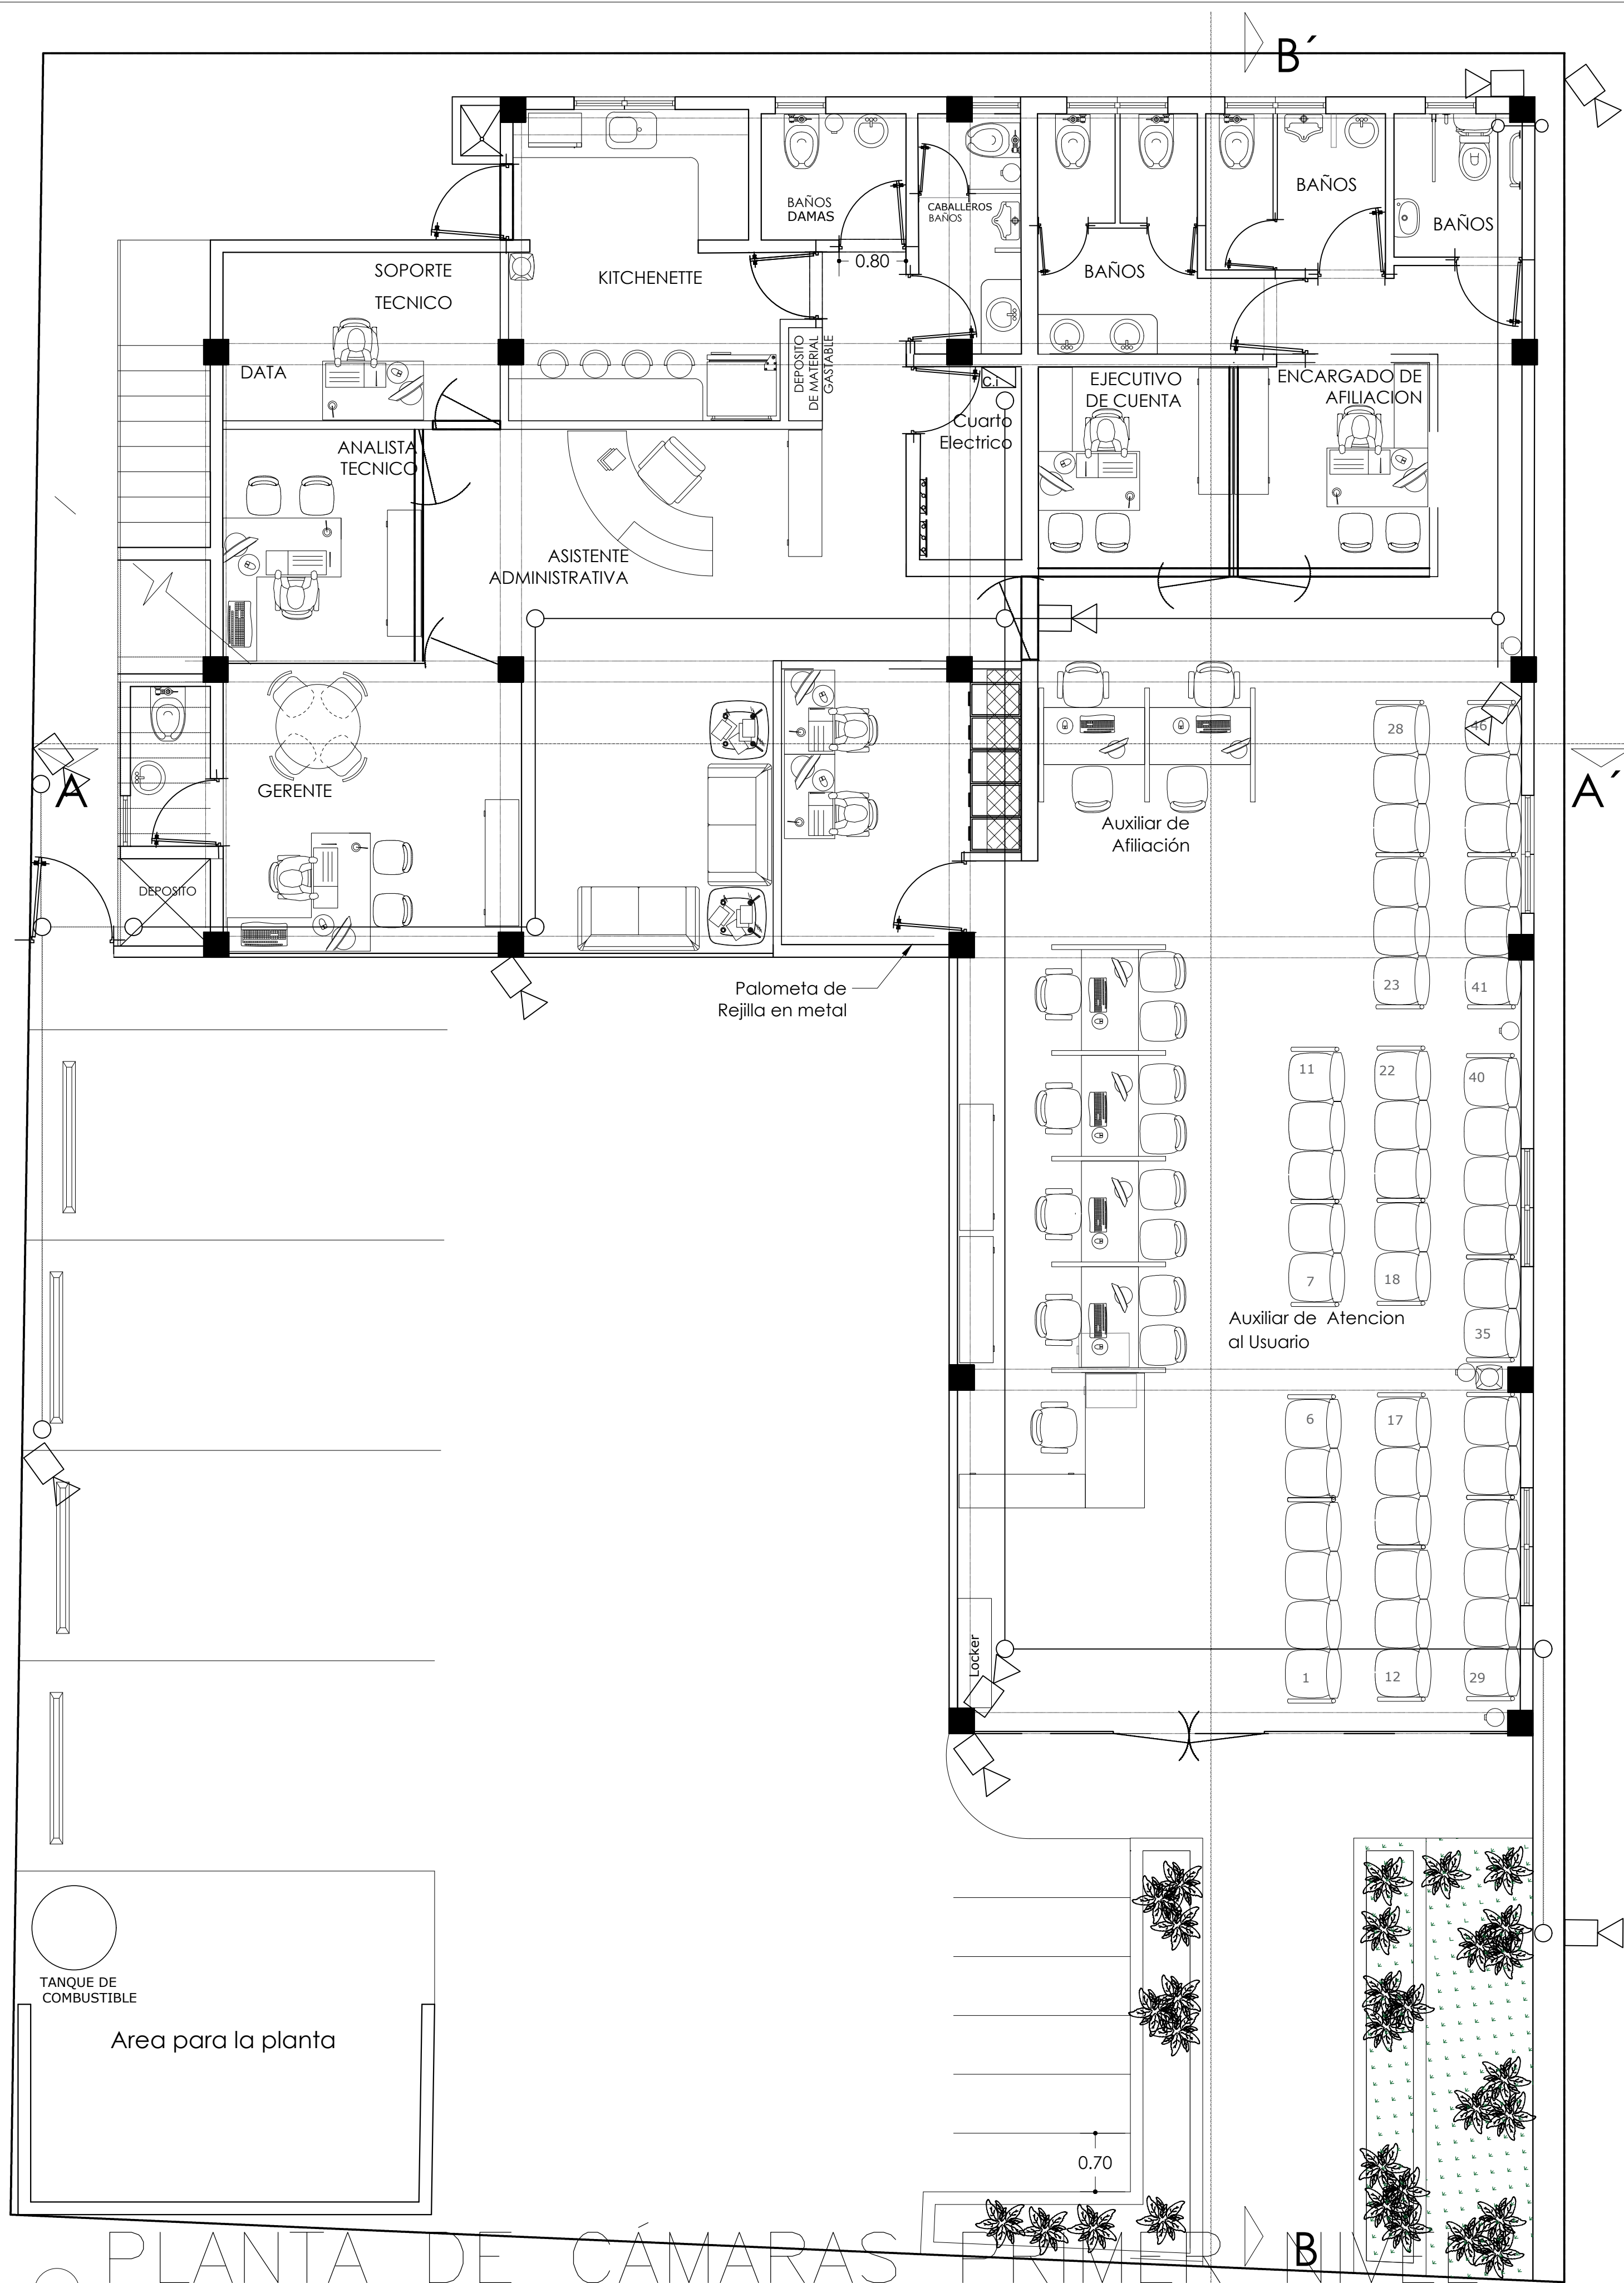 B´
BAÑOS
DAMAS
CABALLEROS
BAÑOS
BAÑOS
BAÑOS
BAÑOS
0.80
SOPORTE
TECNICO
KITCHENETTE
DATA
DEPOSITO
DE MATERIAL
GASTABLE
C.i
Cuarto
Electrico
EJECUTIVO
DE CUENTA
ENCARGADO DE
AFILIACION
ANALISTA
TECNICO
ASISTENTE
ADMINISTRATIVA
28
46
A
A´
GERENTE
Auxiliar de
Afiliación
DEPOSITO
Palometa de
Rejilla en metal
23
41
11
22
40
7
18
Auxiliar de Atencion
al Usuario
35
6
17
Locker
1
12
29
TANQUE DE
COMBUSTIBLE
Area para la planta
0.70
B
PLANTA DE CÁMARAS PRIMER NIVEL